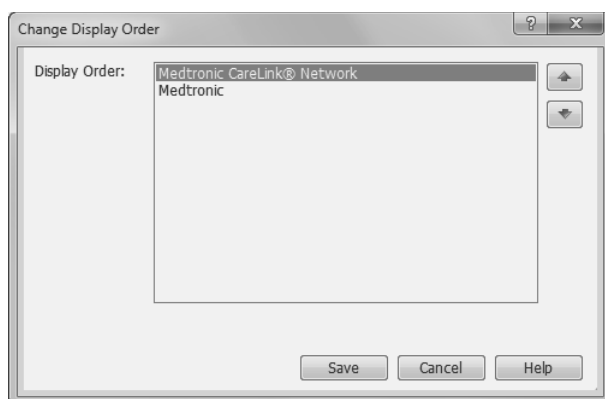 Change Display Order
Display Order:
Medtronic CareLink® Network
Medtronic
Save Cancel Help